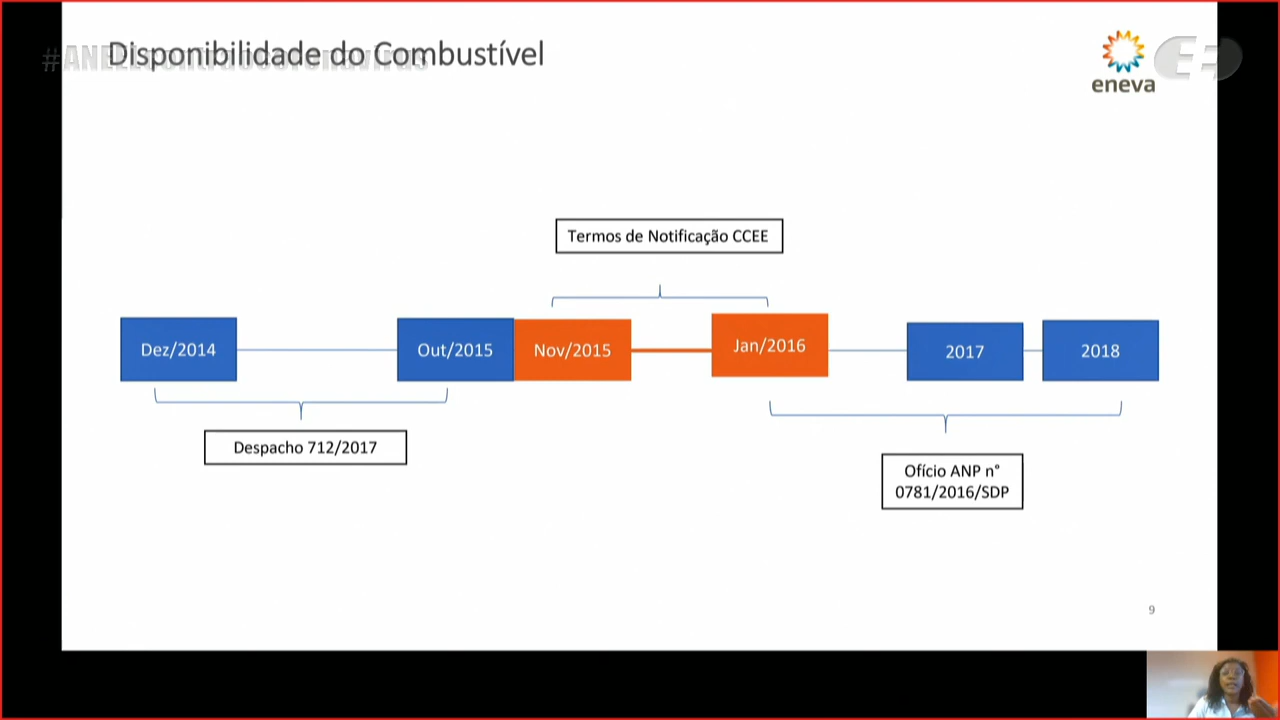 Disponibilidade do Combustível
eneva
Termos de Notificação CCEE
Dez/2014
Out/2015
Nov/2015
Jan/2016
2017
2018
Despacho 712/2017
Ofício ANP n°
0781/2016/SDP
9